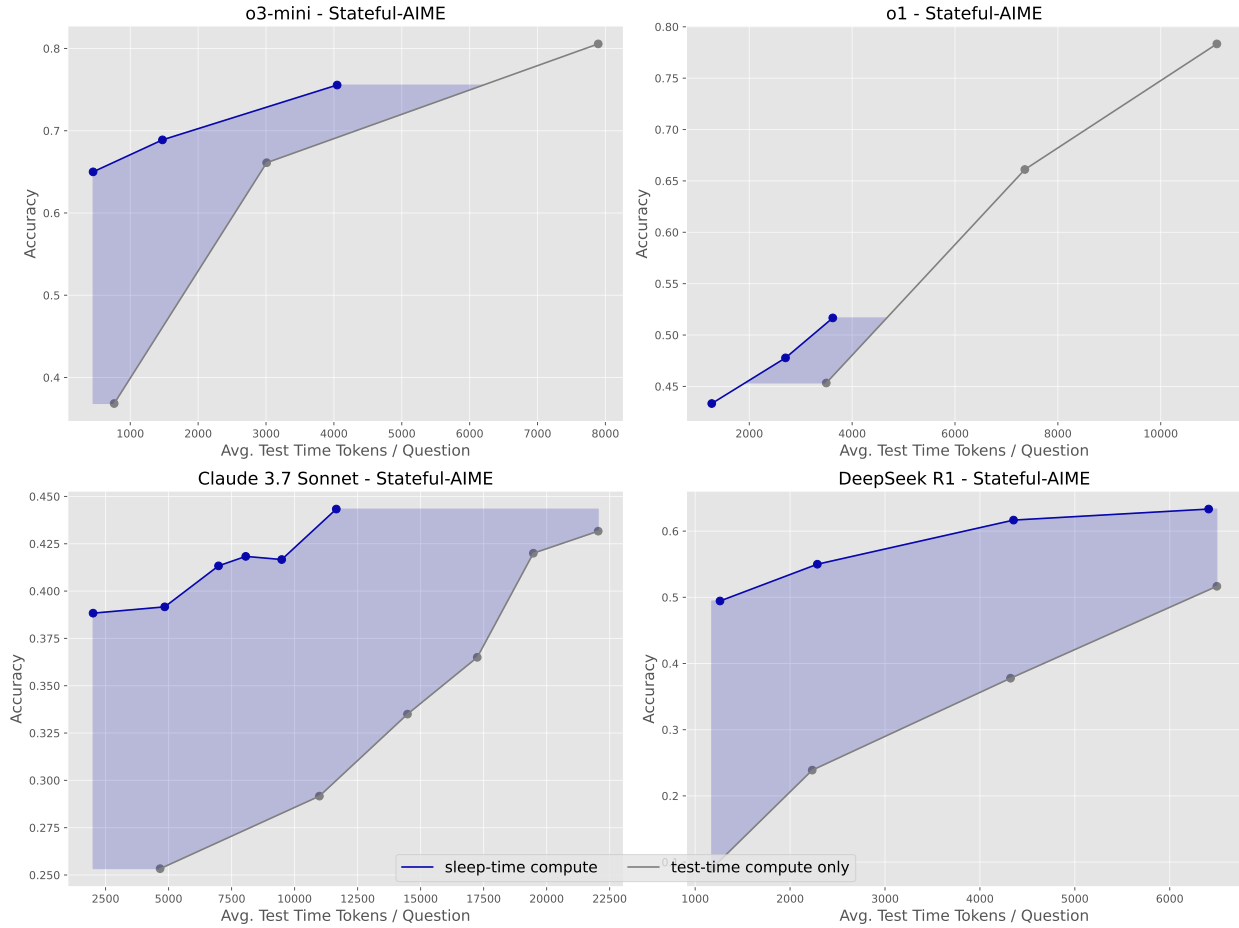 o3-mini - Stateful-AIME
0.8
0.7
0.6
0.5
0.4
Accuracy
1000 2000 3000 4000 5000 6000 7000 8000
Avg. Test Time Tokens / Question
o1 - Stateful-AIME
0.80
0.75
0.70
0.65
0.60
0.55
0.50
0.45
Accuracy
2000 4000 6000 8000 10000
Avg. Test Time Tokens / Question
Claude 3.7 Sonnet - Stateful-AIME
0.450
0.425
0.400
0.375
0.350
0.325
0.300
0.275
0.250
Accuracy
2500 5000 7500 10000 12500 15000 17500 20000 22500
Avg. Test Time Tokens / Question
DeepSeek R1 - Stateful-AIME
0.6
0.5
0.4
0.3
0.2
0.1
Accuracy
1000 2000 3000 4000 5000 6000
Avg. Test Time Tokens / Question
sleep-time compute test-time compute only